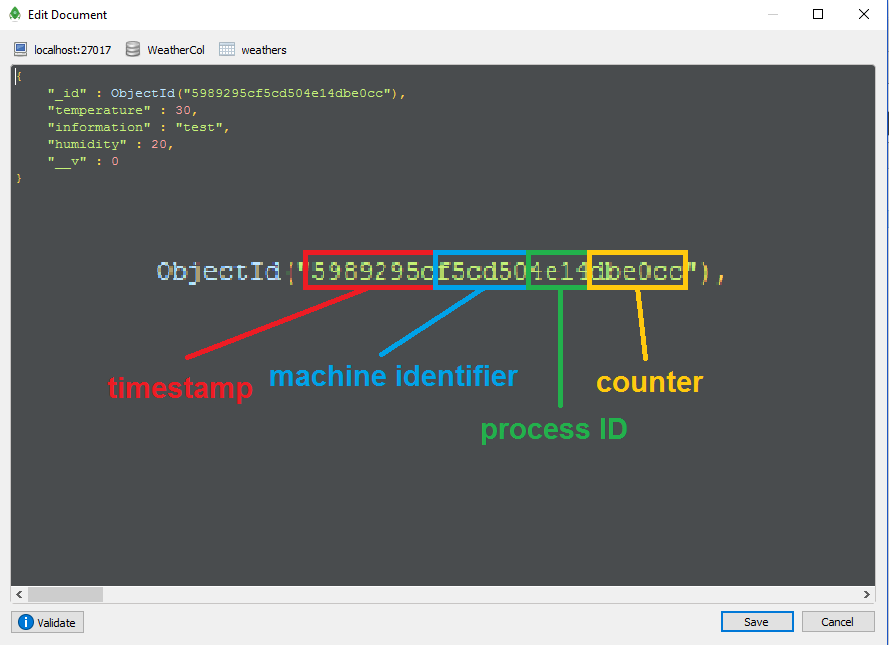 Edit Document
localhost:27017 WeatherCol weathers
{
    "_id" : ObjectId("5989295cf5cd504e14dbe0cc"),
    "temperature" : 30,
    "information" : "test",
    "humidity" : 20,
    "__v" : 0
}
ObjectId("5989295cf5cd504e14dbe0cc"),
timestamp machine identifier counter
process ID
Validate Save Cancel